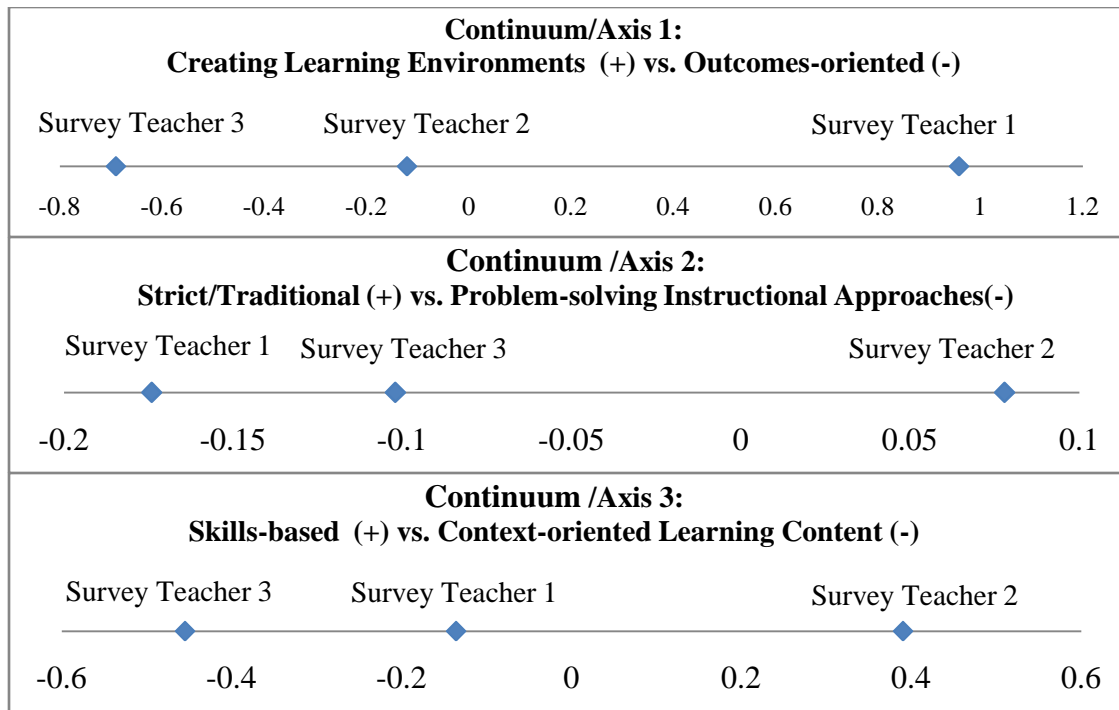 Continuum/Axis 1:
Creating Learning Environments (+) vs. Outcomes-oriented (-)
Survey Teacher 3 Survey Teacher 2 Survey Teacher 1
-0.8 -0.6 -0.4 -0.2 0 0.2 0.4 0.6 0.8 1 1.2
Continuum /Axis 2:
Strict/Traditional (+) vs. Problem-solving Instructional Approaches(-)
Survey Teacher 1 Survey Teacher 3 Survey Teacher 2
-0.2 -0.15 -0.1 -0.05 0 0.05 0.1
Continuum /Axis 3:
Skills-based (+) vs. Context-oriented Learning Content (-)
Survey Teacher 3 Survey Teacher 1 Survey Teacher 2
-0.6 -0.4 -0.2 0 0.2 0.4 0.6